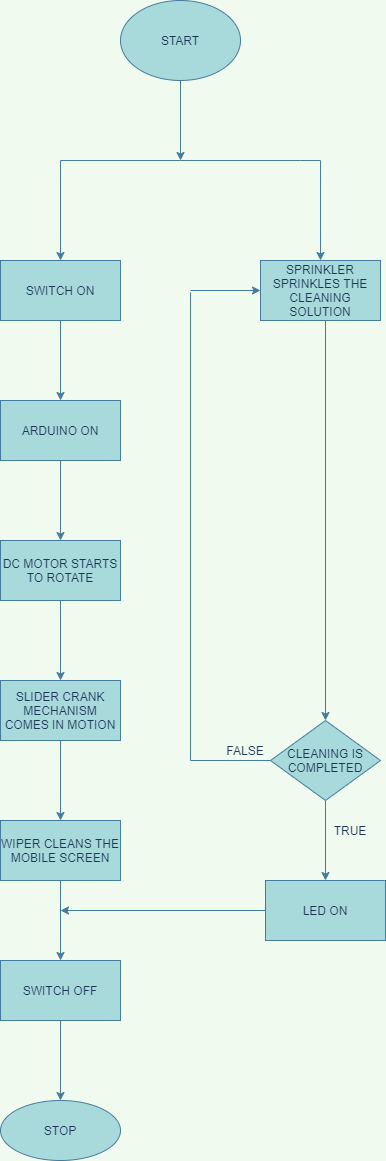 START
SWITCH ON
SPRINKLER
SPRINKLES THE
CLEANING
SOLUTION
ARDUINO ON
DC MOTOR STARTS
TO ROTATE
SLIDER CRANK
MECHANISM
COMES IN MOTION
FALSE
CLEANING IS
COMPLETED
TRUE
WIPER CLEANS THE
MOBILE SCREEN
LED ON
SWITCH OFF
STOP